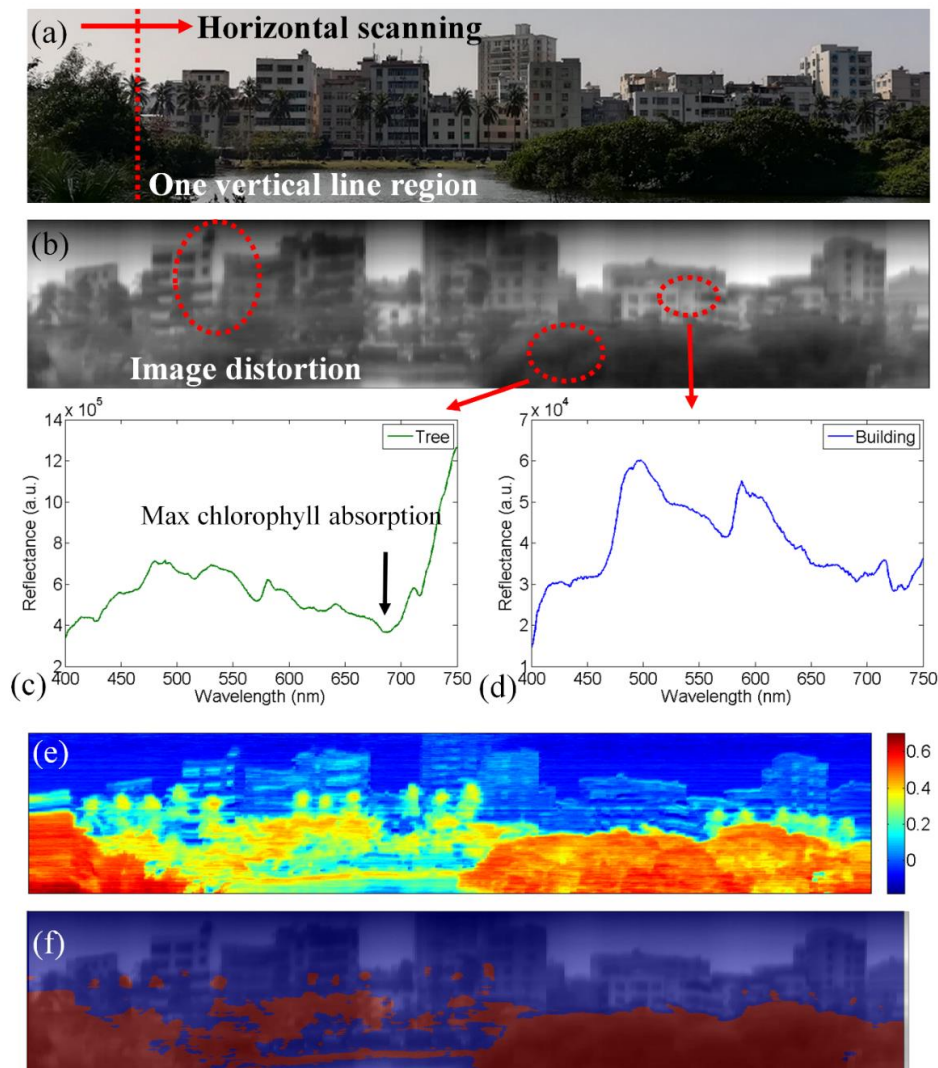 (a)
Horizontal scanning
One vertical line region
(b)
Image distortion
14 x 10^5
12
10
8
6
4
2
Reflectance (a.u.)
Tree
Max chlorophyll absorption
400 450 500 550 600 650 700 750
Wavelength (nm)
(c)
7 x 10^4
6
5
4
3
2
1
Reflectance (a.u.)
Building
400 450 500 550 600 650 700 750
Wavelength (nm)
(d)
(e)
0.6
0.4
0.2
0
(f)